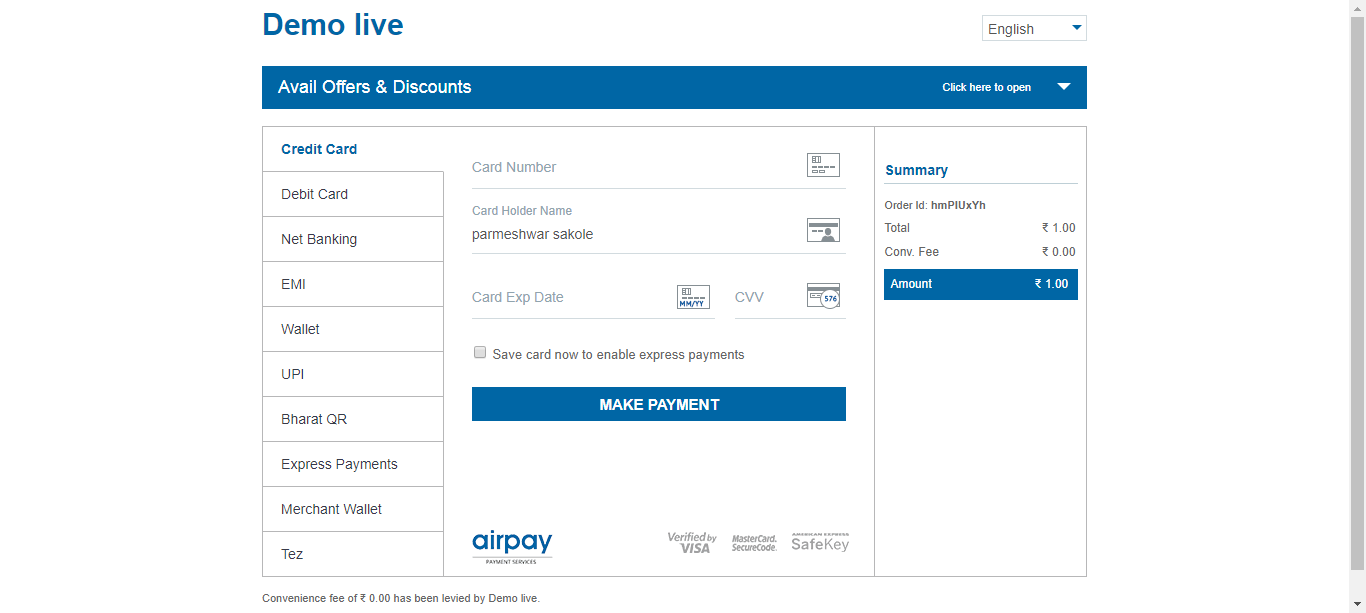 Demo live
English
Avail Offers & Discounts
Click here to open
Credit Card
Debit Card
Net Banking
EMI
Wallet
UPI
Bharat QR
Express Payments
Merchant Wallet
Tez
Card Number
Card Holder Name
parmeshwar sakole
Card Exp Date
MM/YY
CVV
576
Save card now to enable express payments
MAKE PAYMENT
airpay
PAYMENT SERVICES
Verified by
VISA
MasterCard.
SecureCode.
AMERICAN EXPRESS
SafeKey
Summary
Order Id: hmPIUxYh
Total ₹ 1.00
Conv. Fee ₹ 0.00
Amount ₹ 1.00
Convenience fee of ₹ 0.00 has been levied by Demo live.